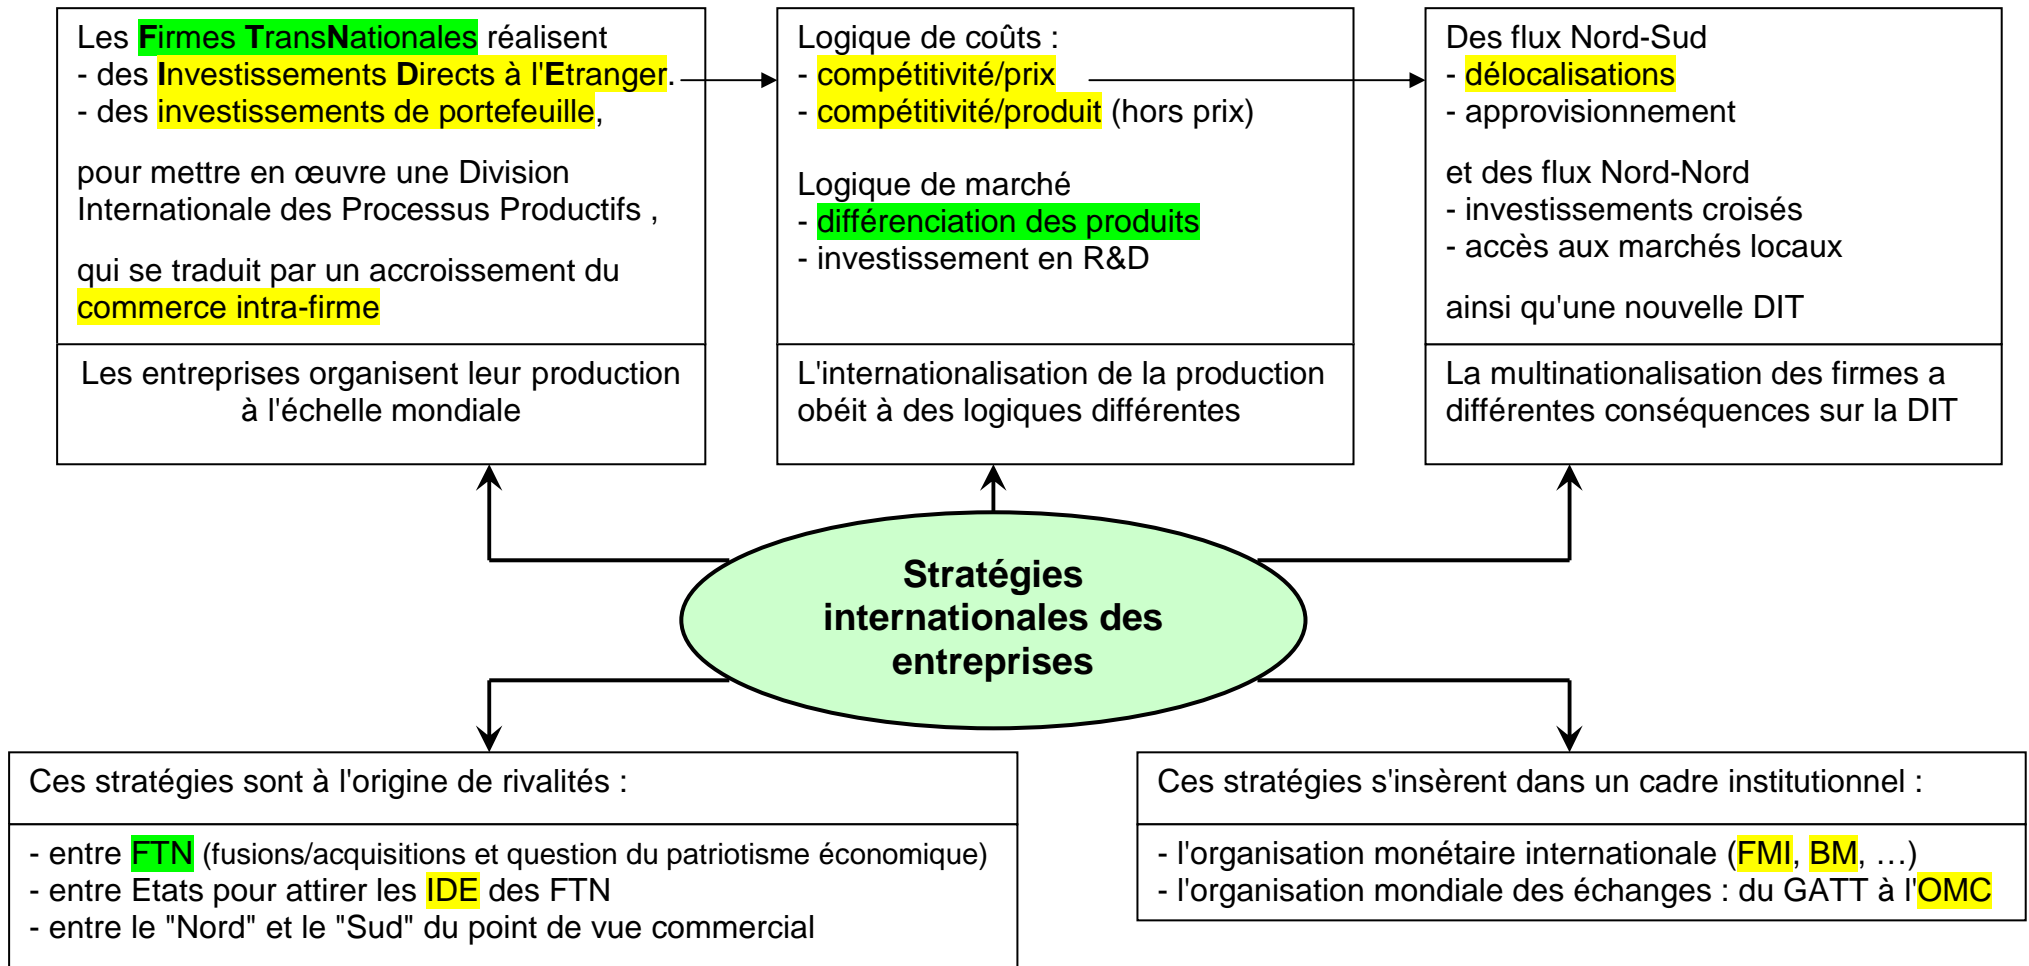 Les Firmes TransNationales réalisent
- des Investissements Directs à l'Etranger.
- des investissements de portefeuille,
pour mettre en œuvre une Division
Internationale des Processus Productifs ,
qui se traduit par un accroissement du
commerce intra-firme
Les entreprises organisent leur production
à l'échelle mondiale
Logique de coûts :
- compétitivité/prix
- compétitivité/produit (hors prix)
Logique de marché
- différenciation des produits
- investissement en R&D
L'internationalisation de la production
obéit à des logiques différentes
Des flux Nord-Sud
- délocalisations
- approvisionnement
et des flux Nord-Nord
- investissements croisés
- accès aux marchés locaux
ainsi qu'une nouvelle DIT
La multinationalisation des firmes a
différentes conséquences sur la DIT
Stratégies
internationales des
entreprises
Ces stratégies sont à l'origine de rivalités :
- entre FTN (fusions/acquisitions et question du patriotisme économique)
- entre Etats pour attirer les IDE des FTN
- entre le "Nord" et le "Sud" du point de vue commercial
Ces stratégies s'insèrent dans un cadre institutionnel :
- l'organisation monétaire internationale (FMI, BM, …)
- l'organisation mondiale des échanges : du GATT à l'OMC